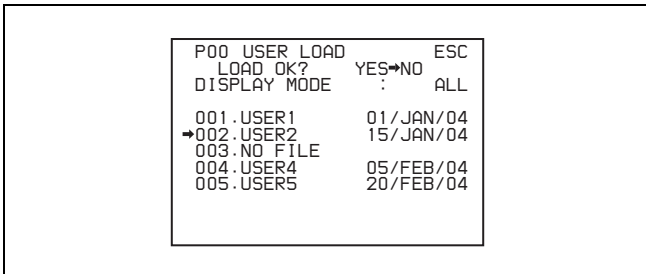 P00 USER LOAD ESC
LOAD OK? YES➡NO
DISPLAY MODE : ALL
001.USER1 01/JAN/04
➡002.USER2 15/JAN/04
003.NO FILE
004.USER4 05/FEB/04
005.USER5 20/FEB/04